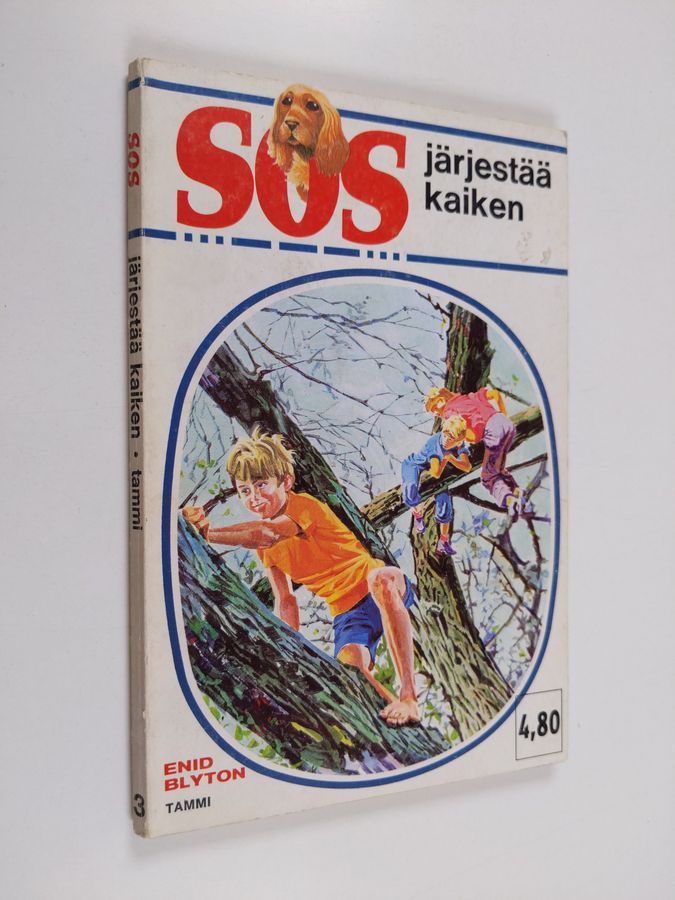 SOS
järjestää
kaiken
4,80
ENID
BLYTON
TAMMI
SOS
järjestää kaiken • tammi
3